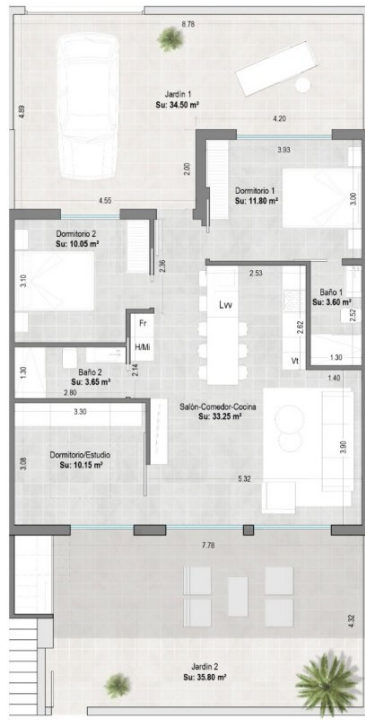 8.78
Jardín 1
Su: 34.50 m²
4.89
4.20
2.00
3.93
Dormitorio 1
Su: 11.80 m²
3.00
4.55
Dormitorio 2
Su: 10.05 m²
2.36
3.10
2.53
Lvv
2.62
Baño 1
Su: 3.60 m²
2.52
Fr
H/Mi
Vt
1.30
1.30
Baño 2
Su: 3.65 m²
2.14
2.80
1.40
3.30
Salón-Comedor-Cocina
Su: 33.25 m²
Dormitorio/Estudio
Su: 10.15 m²
3.08
3.90
5.32
7.78
4.32
Jardín 2
Su: 35.80 m²